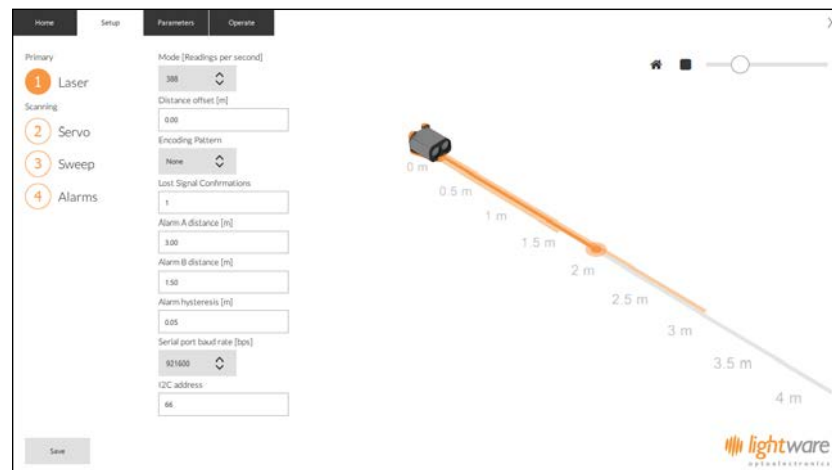 Home Setup Parameters Operate
Primary
1 Laser
Scanning
2 Servo
3 Sweep
4 Alarms
Mode [Readings per second]
388
Distance offset [m]
0.00
Encoding Pattern
None
Lost Signal Confirmations
1
Alarm A distance [m]
3.00
Alarm B distance [m]
1.50
Alarm hysteresis [m]
0.05
Serial port baud rate [bps]
921600
I2C address
66
Save
0 m
0.5 m
1 m
1.5 m
2 m
2.5 m
3 m
3.5 m
4 m
lightware
optoelectronics